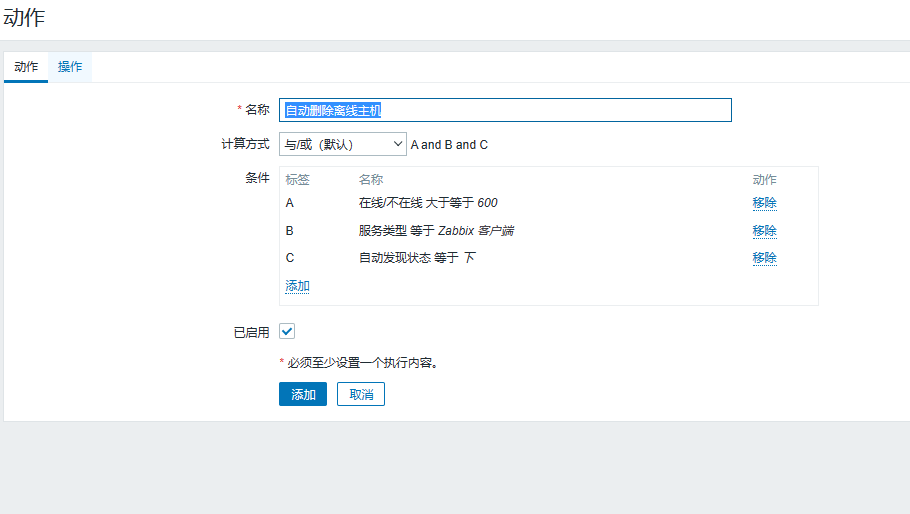 动作
动作 操作
* 名称 自动删除离线主机
计算方式 与/或（默认） A and B and C
条件 标签 名称 动作
A 在线/不在线 大于等于 600 移除
B 服务类型 等于 Zabbix 客户端 移除
C 自动发现状态 等于 下 移除
添加
已启用
* 必须至少设置一个执行内容。
添加 取消